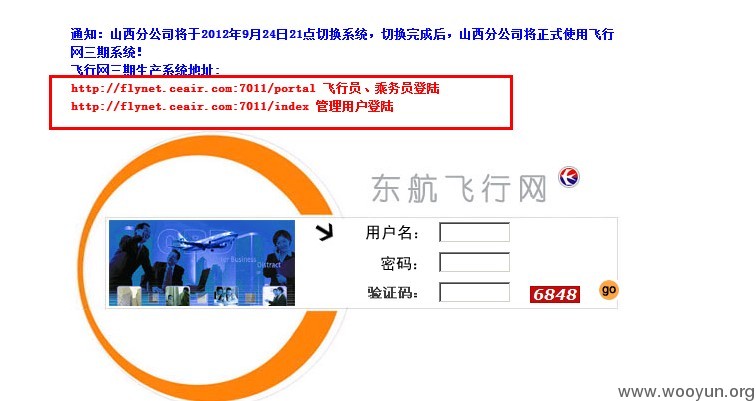 通知：山西分公司将于2012年9月24日21点切换系统，切换完成后，山西分公司将正式使用飞行
网三期系统！
飞行网三期生产系统地址：
http://flynet.ceair.com:7011/portal 飞行员、乘务员登陆
http://flynet.ceair.com:7011/index 管理用户登陆
东航飞行网
用户名：
密码：
验证码：
6848
go
www.wooyun.org